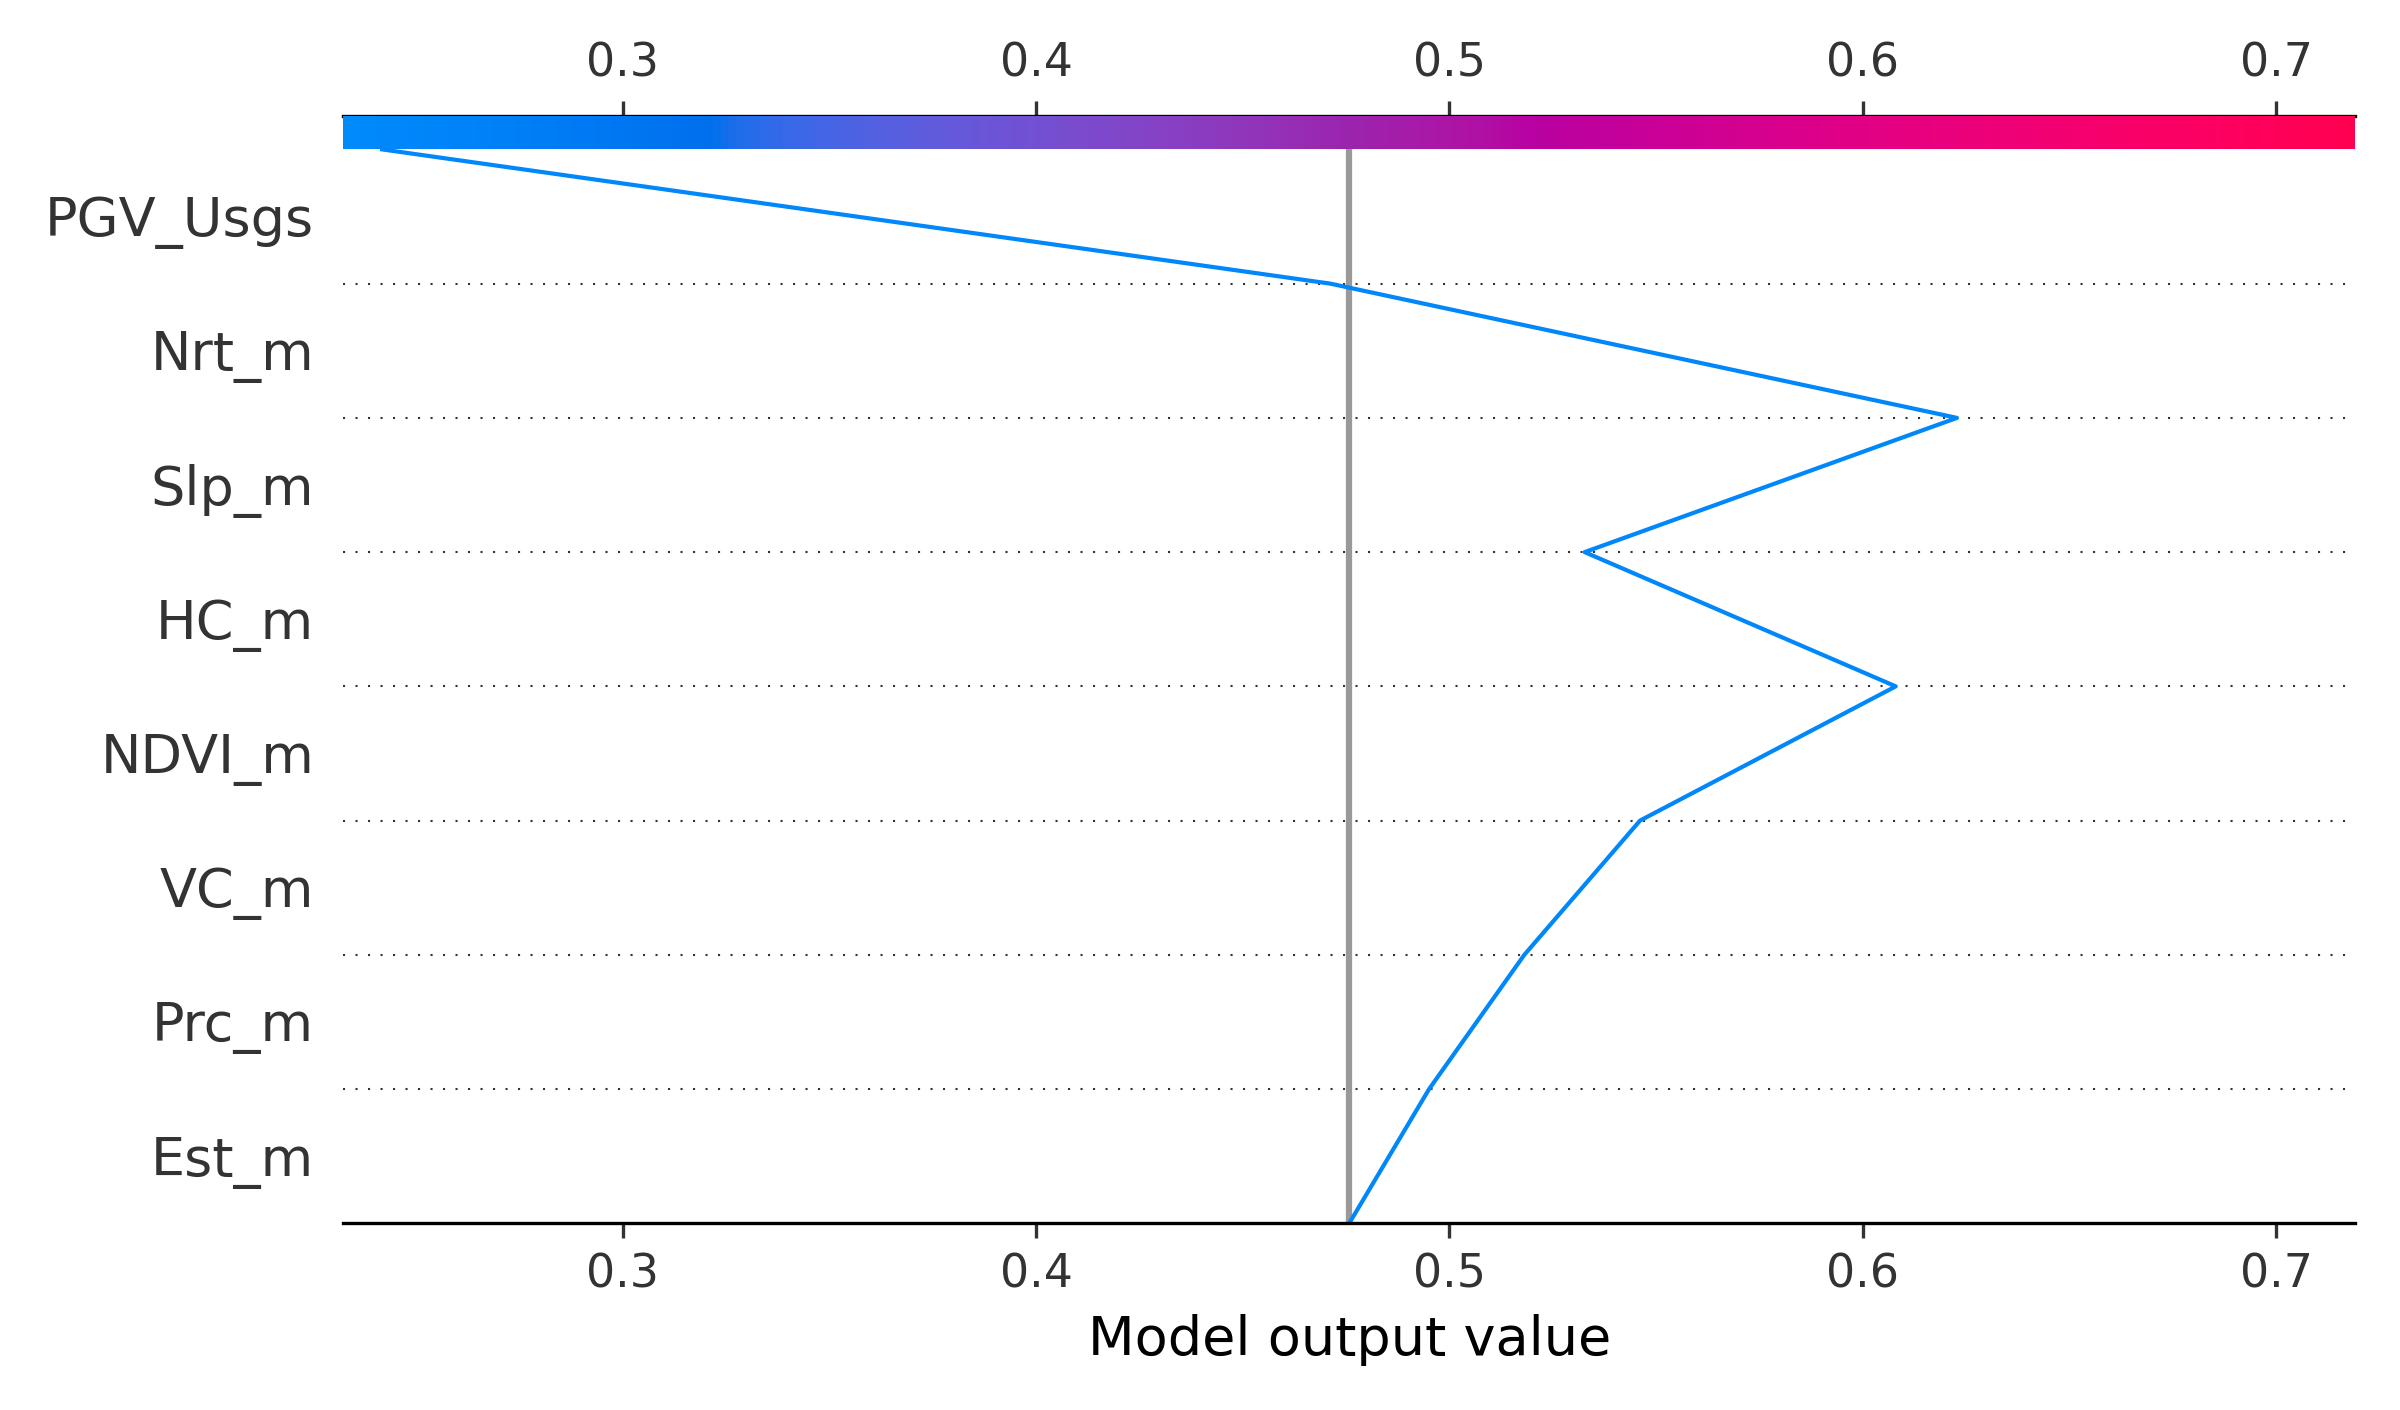 0.3 0.4 0.5 0.6 0.7
PGV_Usgs
Nrt_m
Slp_m
HC_m
NDVI_m
VC_m
Prc_m
Est_m
0.3 0.4 0.5 0.6 0.7
Model output value